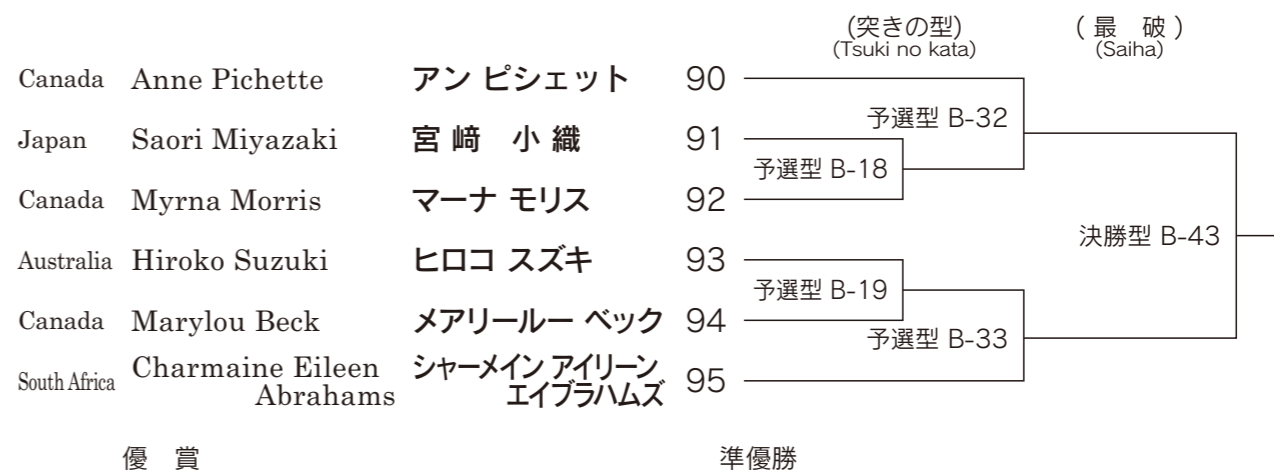 (突きの型) ( 最 破 )
(Tsuki no kata) (Saiha)
Canada Anne Pichette アン ピシェット 90
予選型 B-32
Japan Saori Miyazaki 宮 﨑 小 織 91
予選型 B-18
Canada Myrna Morris マーナ モリス 92
決勝型 B-43
Australia Hiroko Suzuki ヒロコ スズキ 93
予選型 B-19
Canada Marylou Beck メアリールー ベック 94
予選型 B-33
South Africa Charmaine Eileen シャーメイン アイリーン 95
Abrahams エイブラハムズ
優 賞 準優勝